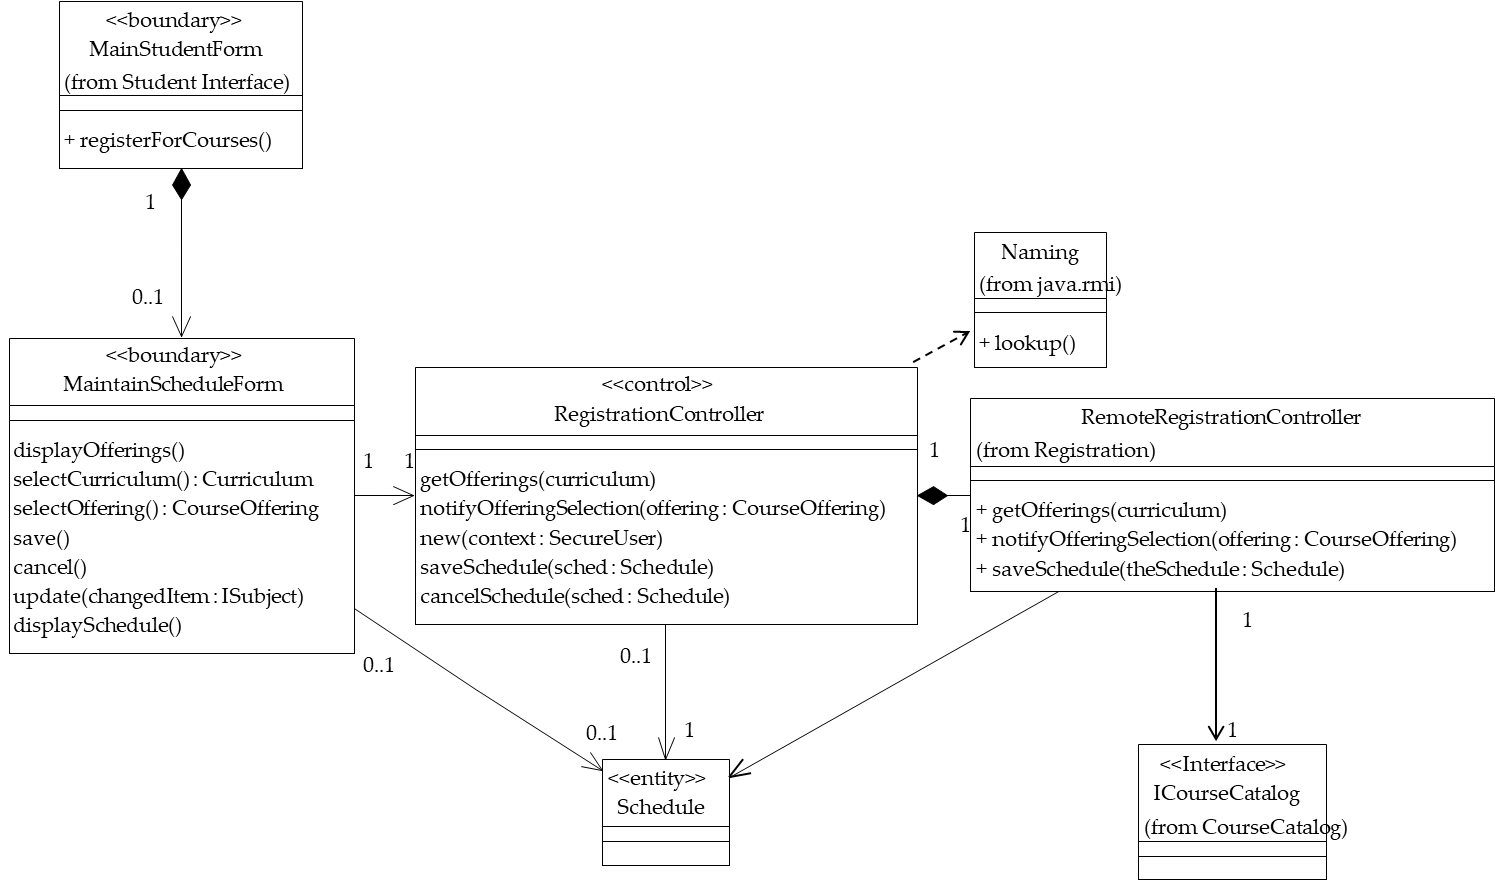 <<boundary>>
MainStudentForm
(from Student Interface)
+ registerForCourses()
1
0..1
<<boundary>>
MaintainScheduleForm
displayOfferings()
selectCurriculum() : Curriculum
selectOffering() : CourseOffering
save()
cancel()
update(changedItem : ISubject)
displaySchedule()
1
1
<<control>>
RegistrationController
getOfferings(curriculum)
notifyOfferingSelection(offering : CourseOffering)
new(context : SecureUser)
saveSchedule(sched : Schedule)
cancelSchedule(sched : Schedule)
Naming
(from java.rmi)
+ lookup()
1
1
RemoteRegistrationController
(from Registration)
+ getOfferings(curriculum)
+ notifyOfferingSelection(offering : CourseOffering)
+ saveSchedule(theSchedule : Schedule)
0..1
0..1
0..1
1
<<entity>>
Schedule
1
1
<<Interface>>
ICourseCatalog
(from CourseCatalog)